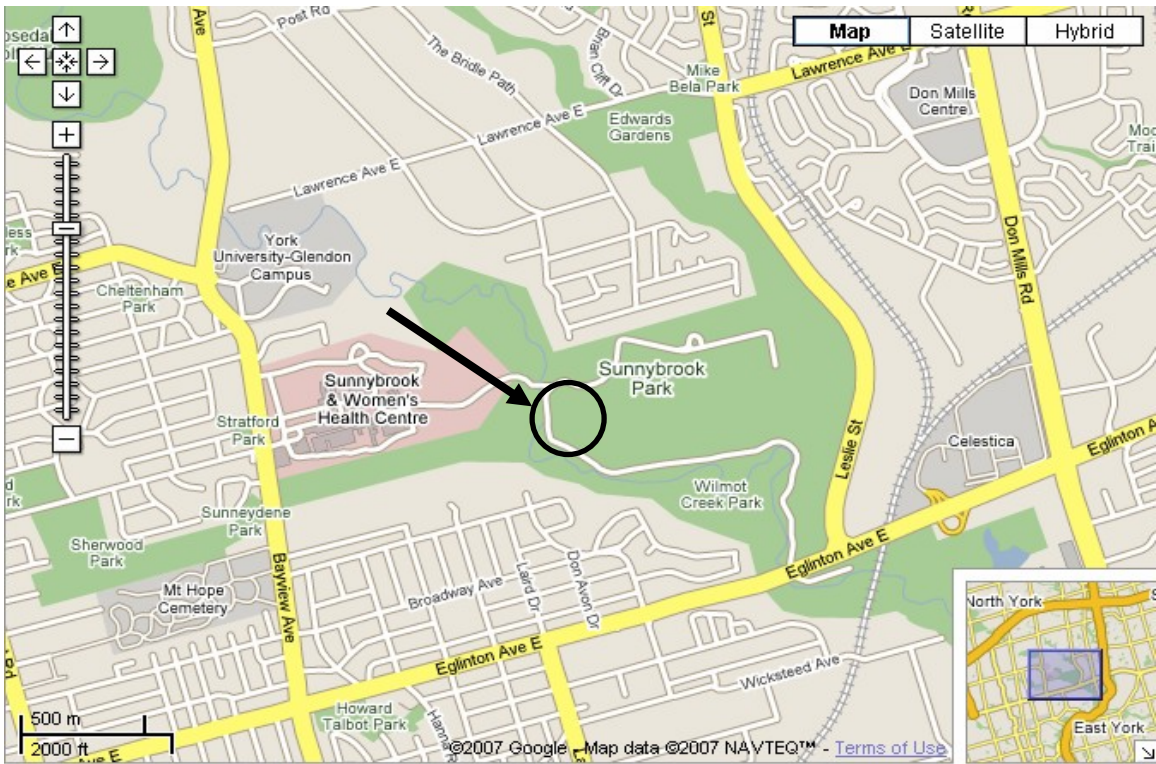 Post Rd
Ave
St
Map
Satellite
Hybrid
The Bridle Path
Brian Cliff Dr
Mike
Bela Park
Lawrence Ave E
Don Mills
Centre
Edwards
Gardens
Lawrence Ave E
Lawrence Ave E
York
University-Glendon
Campus
Cheltenham
Park
Don Mills Rd
Sunnybrook
Park
Sunnybrook
& Women's
Health Centre
Stratford
Park
Leslie St
Celestica
Eglinton A
Wilmot
Creek Park
Sunneydene
Park
Sherwood
Park
Eglinton Ave E
Mt Hope
Cemetery
Bayview Ave
Broadway Ave
Laird Dr
Don Avon Dr
Eglinton Ave E
Wicksteed Ave
Howard
Talbot Park
Hanna
500 m
2000 ft
©2007 Google - Map data ©2007 NAVTEQ™ - Terms of Use
North York
East York